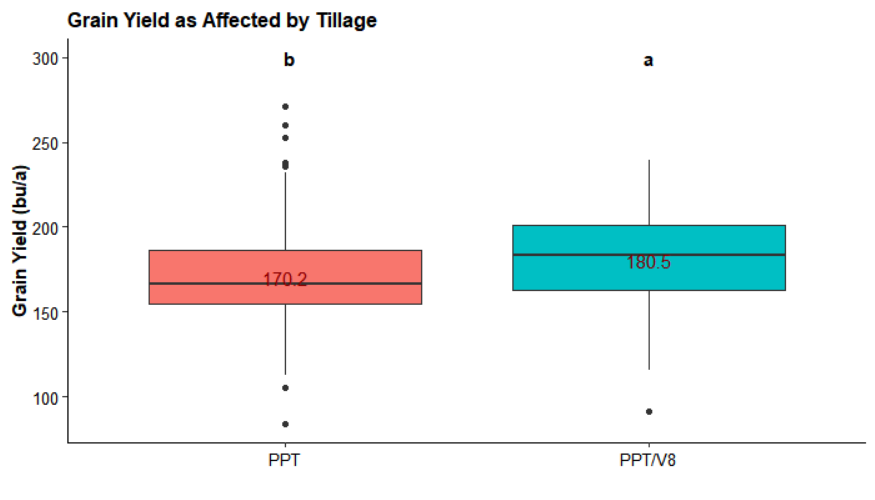 Grain Yield as Affected by Tillage
300
250
200
150
100
Grain Yield (bu/a)
b
a
170.2
180.5
PPT
PPT/V8